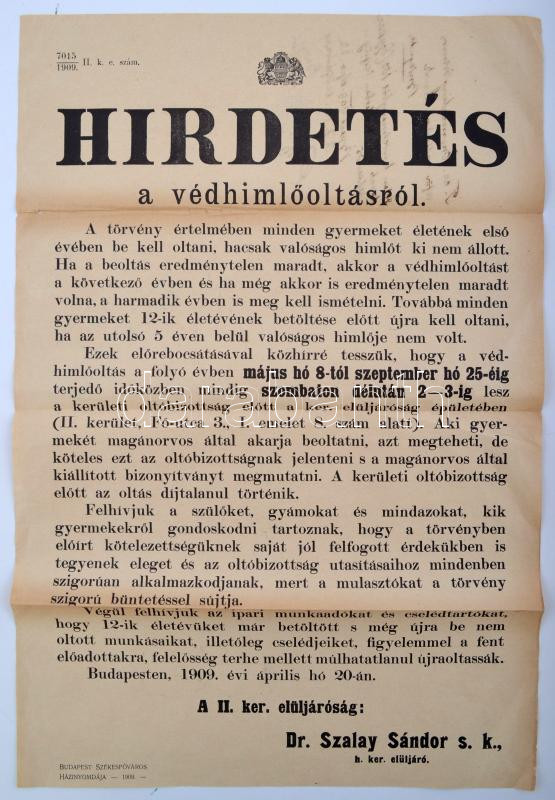 7015
1909. II. k. e. szám.
HIRDETÉS
a védhimlőoltásról.
A törvény értelmében minden gyermeket életének első
évében be kell oltani, hacsak valóságos himlőt ki nem állott.
Ha a beoltás eredménytelen maradt, akkor a védhimlőoltást
a következő évben és ha még akkor is eredménytelen maradt
volna, a harmadik évben is meg kell ismételni. Továbbá minden
gyermeket 12-ik életévének betöltése előtt újra kell oltani,
ha az utolsó 5 éven belül valóságos himlője nem volt.
Ezek előrebocsátásával közhírré tesszük, hogy a véd-
himlőoltás a folyó évben május hó 8-tól szeptember hó 25-éig
terjedő időközben mindig szombaton délután 2—3-ig lesz
a kerületi oltóbizottság előtt a ker. elüljáróság épületében
(II. kerület, Fő-utca 3., I. emelet 8. szám alatt). Aki gyer-
mekét magánorvos által akarja beoltatni, azt megteheti, de
köteles ezt az oltóbizottságnak jelenteni s a magánorvos által
kiállított bizonyítványt megmutatni. A kerületi oltóbizottság
előtt az oltás díjtalanul történik.
Felhívjuk a szülőket, gyámokat és mindazokat, kik
gyermekekről gondoskodni tartoznak, hogy a törvényben
előírt kötelezettségüknek saját jól felfogott érdekükben is
tegyenek eleget és az oltóbizottság utasításaihoz mindenben
szigorúan alkalmazkodjanak, mert a mulasztókat a törvény
szigorú büntetéssel sújtja.
Végül felhívjuk az ipari munkaadókat és cselédtartókat,
hogy 12-ik életévüket már betöltött s még újra be nem
oltott munkásaikat, illetőleg cselédjeiket, figyelemmel a fent
előadottakra, felelősség terhe mellett múlhatatlanul újraoltassák.
Budapesten, 1909. évi április hó 20-án.
A II. ker. elüljáróság:
Dr. Szalay Sándor s. k.,
h. ker. elüljáró.
BUDAPEST SZÉKESFŐVÁROS
HÁZINYOMDÁJA — 1909. —
darabanth